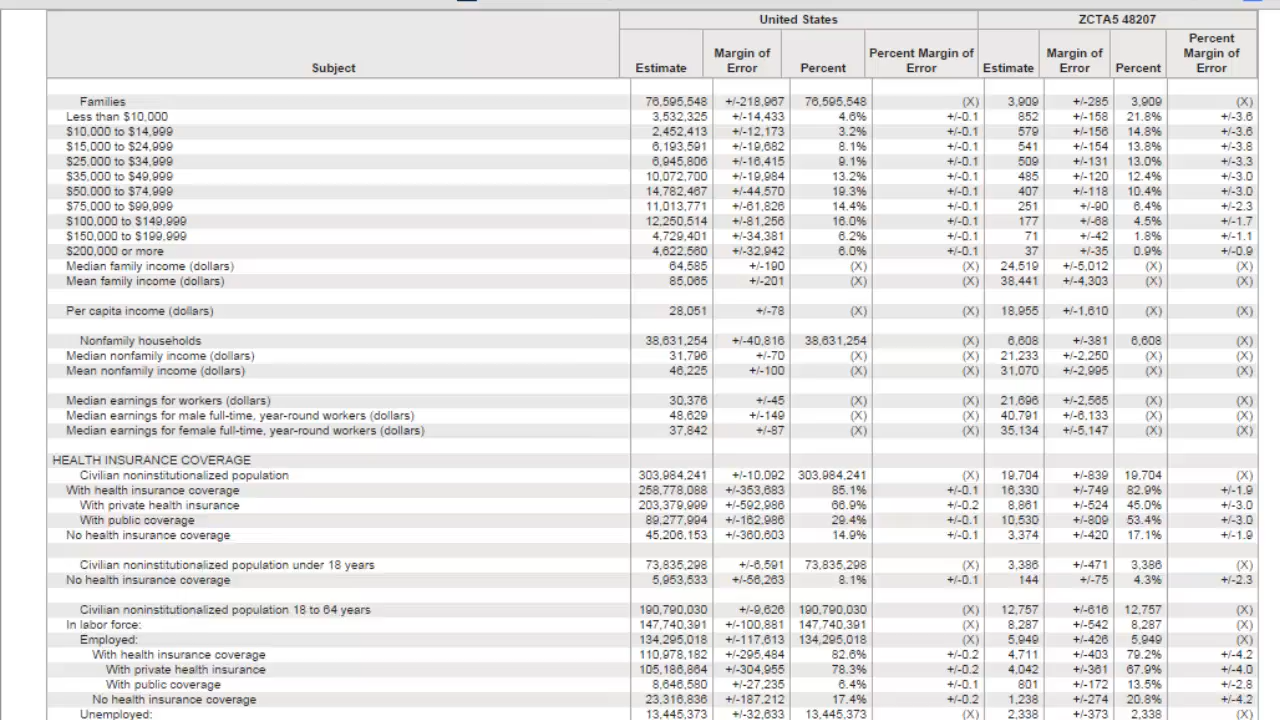 United States ZCTA5 48207
Subject Estimate Margin of Error Percent Percent Margin of Error Estimate Margin of Error Percent Percent Margin of Error
Families 76,595,548 +/-218,967 76,595,548 (X) 3,909 +/-285 3,909 (X)
Less than $10,000 3,532,325 +/-14,433 4.6% +/-0.1 852 +/-158 21.8% +/-3.6
$10,000 to $14,999 2,452,413 +/-12,173 3.2% +/-0.1 579 +/-156 14.8% +/-3.6
$15,000 to $24,999 6,193,591 +/-19,682 8.1% +/-0.1 541 +/-154 13.8% +/-3.8
$25,000 to $34,999 6,945,806 +/-16,415 9.1% +/-0.1 509 +/-131 13.0% +/-3.3
$35,000 to $49,999 10,072,700 +/-19,984 13.2% +/-0.1 485 +/-120 12.4% +/-3.0
$50,000 to $74,999 14,782,467 +/-44,570 19.3% +/-0.1 407 +/-118 10.4% +/-3.0
$75,000 to $99,999 11,013,771 +/-61,826 14.4% +/-0.1 251 +/-90 6.4% +/-2.3
$100,000 to $149,999 12,250,514 +/-81,256 16.0% +/-0.1 177 +/-68 4.5% +/-1.7
$150,000 to $199,999 4,729,401 +/-34,381 6.2% +/-0.1 71 +/-42 1.8% +/-1.1
$200,000 or more 4,622,560 +/-32,942 6.0% +/-0.1 37 +/-35 0.9% +/-0.9
Median family income (dollars) 64,585 +/-190 (X) (X) 24,519 +/-5,012 (X) (X)
Mean family income (dollars) 85,065 +/-201 (X) (X) 38,441 +/-4,303 (X) (X)
Per capita income (dollars) 28,051 +/-78 (X) (X) 18,955 +/-1,610 (X) (X)
Nonfamily households 38,631,254 +/-40,816 38,631,254 (X) 6,608 +/-381 6,608 (X)
Median nonfamily income (dollars) 31,796 +/-70 (X) (X) 21,233 +/-2,250 (X) (X)
Mean nonfamily income (dollars) 46,225 +/-100 (X) (X) 31,070 +/-2,995 (X) (X)
Median earnings for workers (dollars) 30,376 +/-45 (X) (X) 21,696 +/-2,565 (X) (X)
Median earnings for male full-time, year-round workers (dollars) 48,629 +/-149 (X) (X) 40,791 +/-6,133 (X) (X)
Median earnings for female full-time, year-round workers (dollars) 37,842 +/-87 (X) (X) 35,134 +/-5,147 (X) (X)
HEALTH INSURANCE COVERAGE
Civilian noninstitutionalized population 303,984,241 +/-10,092 303,984,241 (X) 19,704 +/-839 19,704 (X)
With health insurance coverage 258,778,088 +/-353,683 85.1% +/-0.1 16,330 +/-749 82.9% +/-1.9
With private health insurance 203,379,999 +/-592,986 66.9% +/-0.2 8,861 +/-524 45.0% +/-3.0
With public coverage 89,277,994 +/-162,986 29.4% +/-0.1 10,530 +/-809 53.4% +/-3.0
No health insurance coverage 45,206,153 +/-360,603 14.9% +/-0.1 3,374 +/-420 17.1% +/-1.9
Civilian noninstitutionalized population under 18 years 73,835,298 +/-6,591 73,835,298 (X) 3,386 +/-471 3,386 (X)
No health insurance coverage 5,953,533 +/-56,263 8.1% +/-0.1 144 +/-75 4.3% +/-2.3
Civilian noninstitutionalized population 18 to 64 years 190,790,030 +/-9,626 190,790,030 (X) 12,757 +/-616 12,757 (X)
In labor force: 147,740,391 +/-100,881 147,740,391 (X) 8,287 +/-542 8,287 (X)
Employed: 134,295,018 +/-117,613 134,295,018 (X) 5,949 +/-426 5,949 (X)
With health insurance coverage 110,978,182 +/-295,484 82.6% +/-0.2 4,711 +/-403 79.2% +/-4.2
With private health insurance 105,186,864 +/-304,955 78.3% +/-0.2 4,042 +/-361 67.9% +/-4.0
With public coverage 8,646,580 +/-27,235 6.4% +/-0.1 801 +/-172 13.5% +/-2.8
No health insurance coverage 23,316,836 +/-187,212 17.4% +/-0.2 1,238 +/-274 20.8% +/-4.2
Unemployed: 13,445,373 +/-32,633 13,445,373 (X) 2,338 +/-373 2,338 (X)